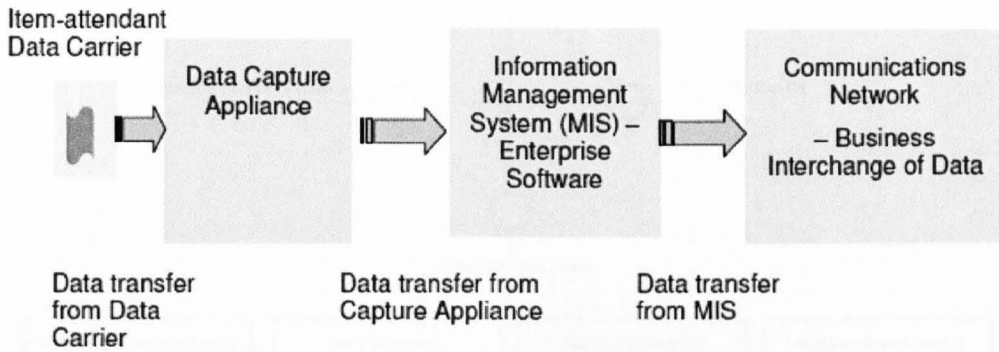 Item-attendant
Data Carrier
Data Capture
Appliance
Information
Management
System (MIS) –
Enterprise
Software
Communications
Network
– Business
Interchange of Data
Data transfer
from Data
Carrier
Data transfer from
Capture Appliance
Data transfer
from MIS